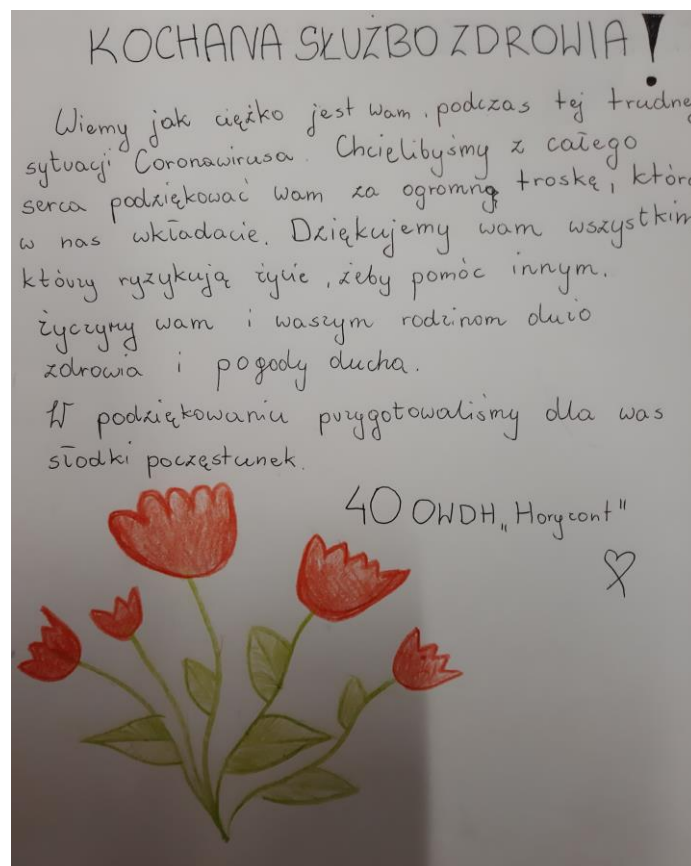 KOCHANA SŁUŻBO ZDROWIA!
Wiemy jak ciężko jest wam, podczas tej trudne
sytuacji Coronawirusa. Chcielibyśmy z całego
serca podziękować wam za ogromną troskę, któr
w nas wkładacie. Dziękujemy wam wszystkim
którzy ryzykują życie, żeby pomóc innym.
życzymy wam i waszym rodzinom dużo
zdrowia i pogody ducha.
W podziękowaniu przygotowaliśmy dla was
słodki poczęstunek.
40 OWDH „Horyzont"